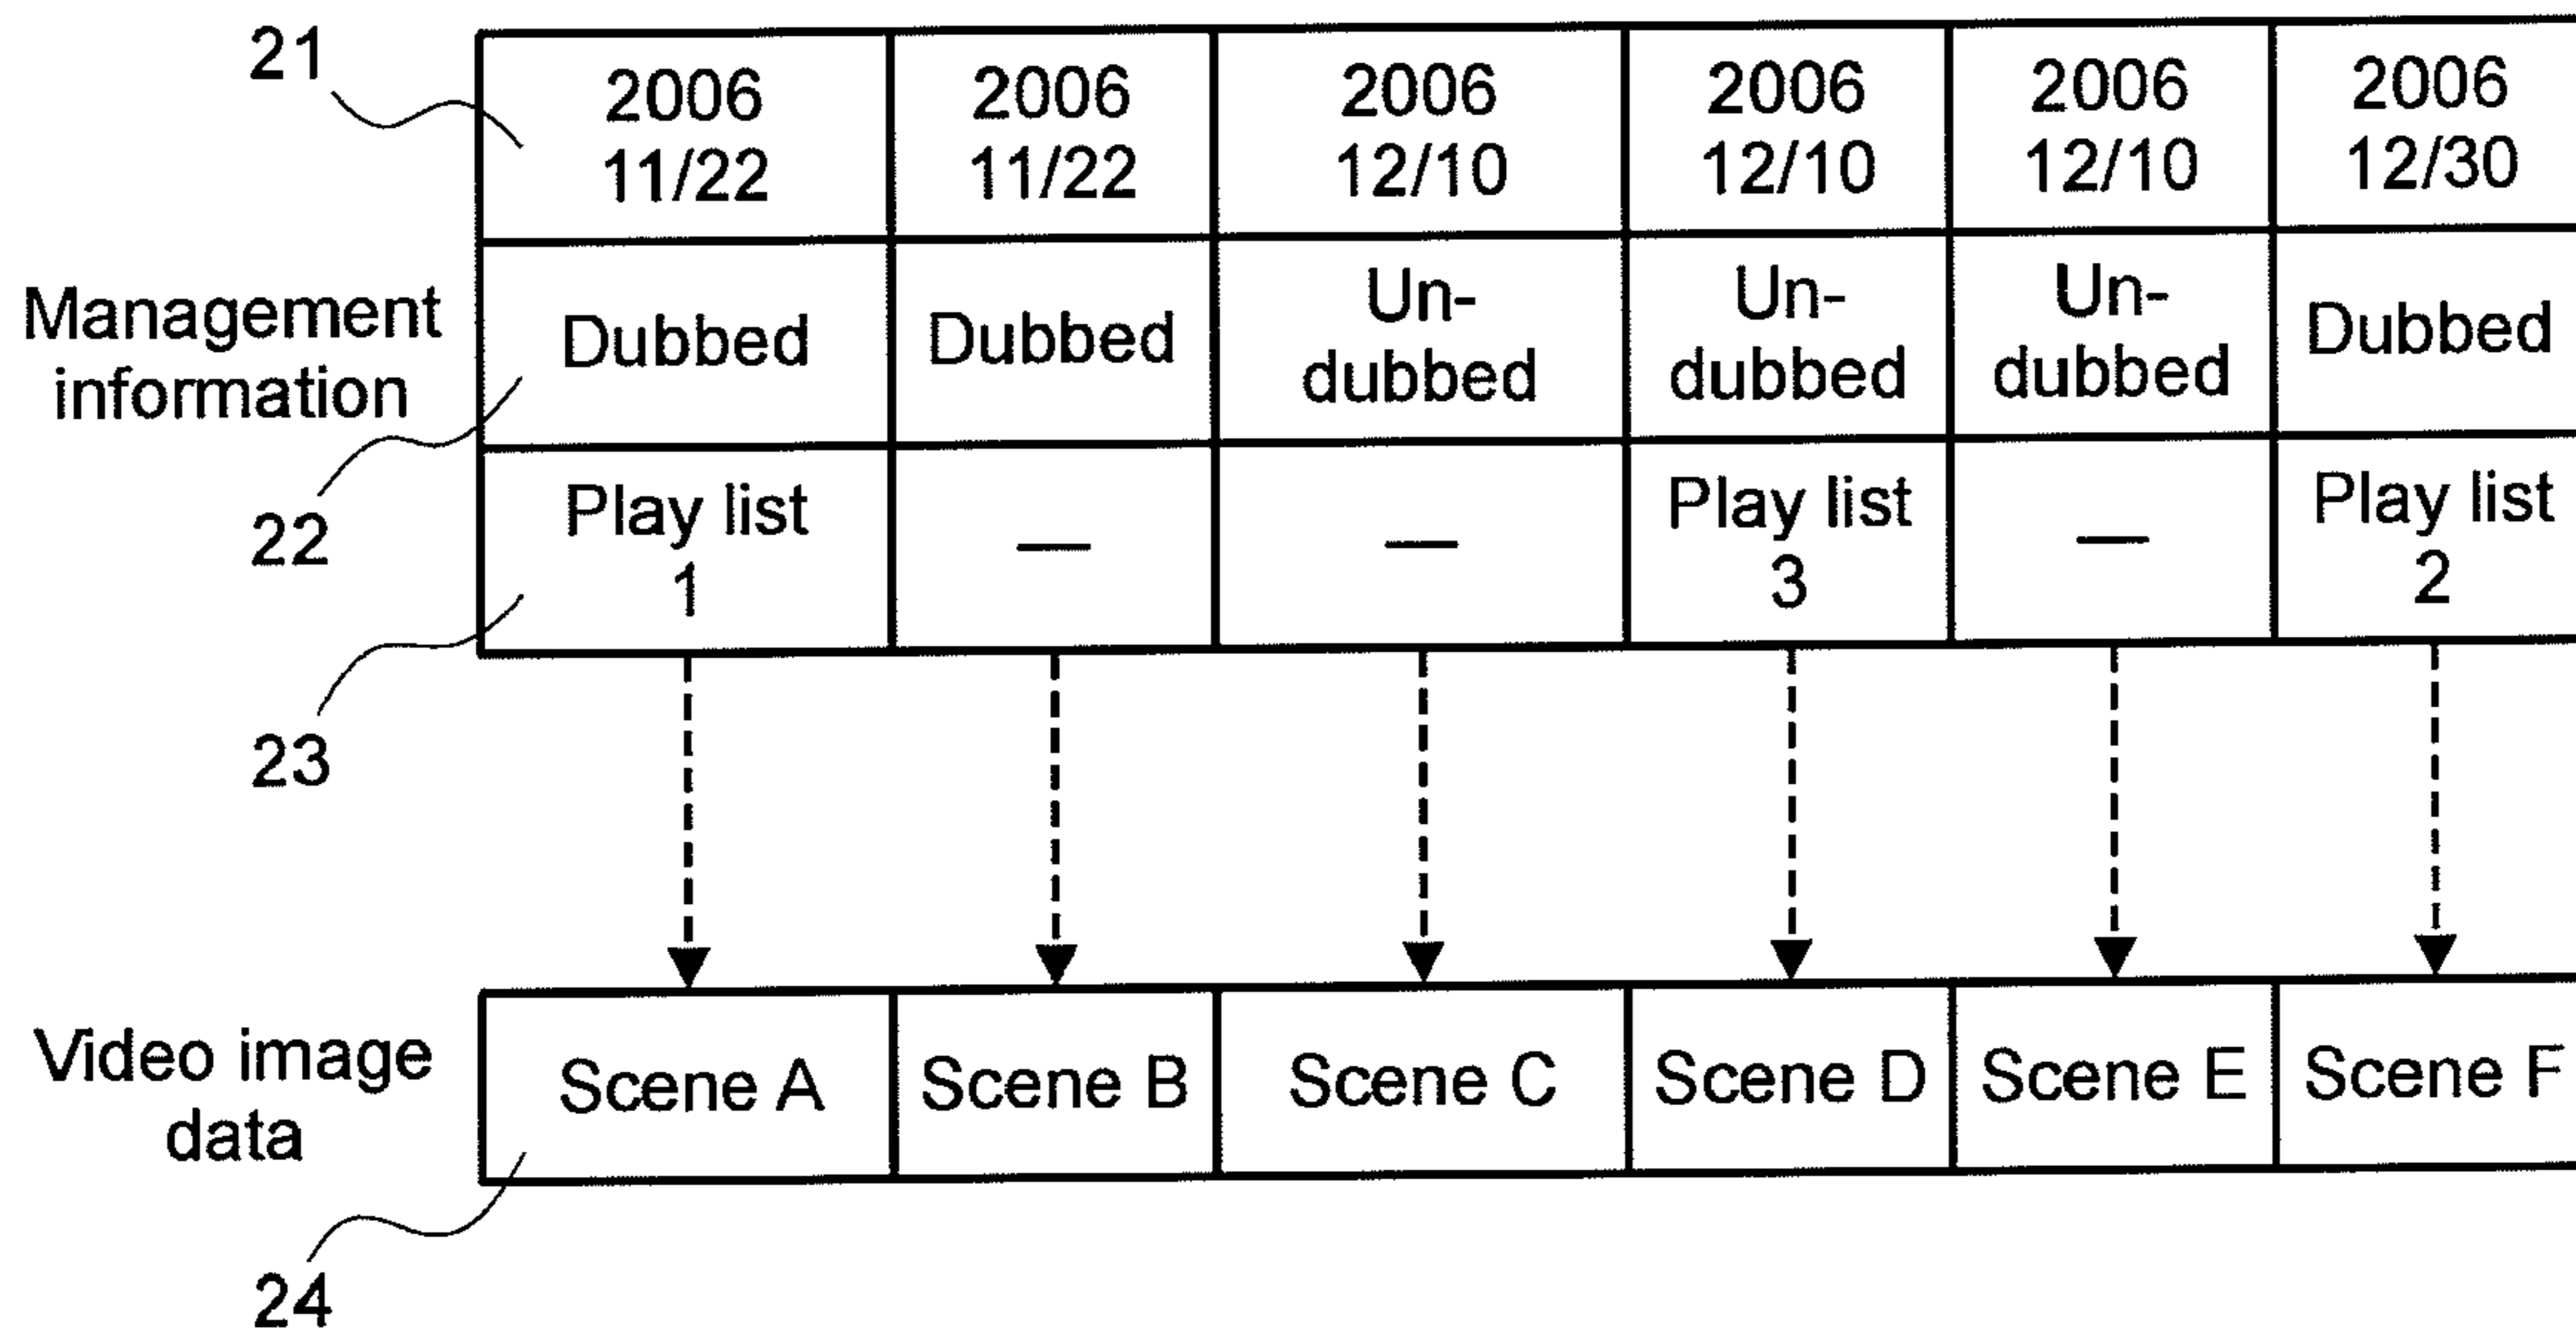 21
2006
11/22
2006
11/22
2006
12/10
2006
12/10
2006
12/10
2006
12/30
Management
information
Dubbed
Dubbed
Un-
dubbed
Un-
dubbed
Un-
dubbed
Dubbed
22
Play list
1
—
—
Play list
3
—
Play list
2
23
Video image
data
Scene A
Scene B
Scene C
Scene D
Scene E
Scene F
24